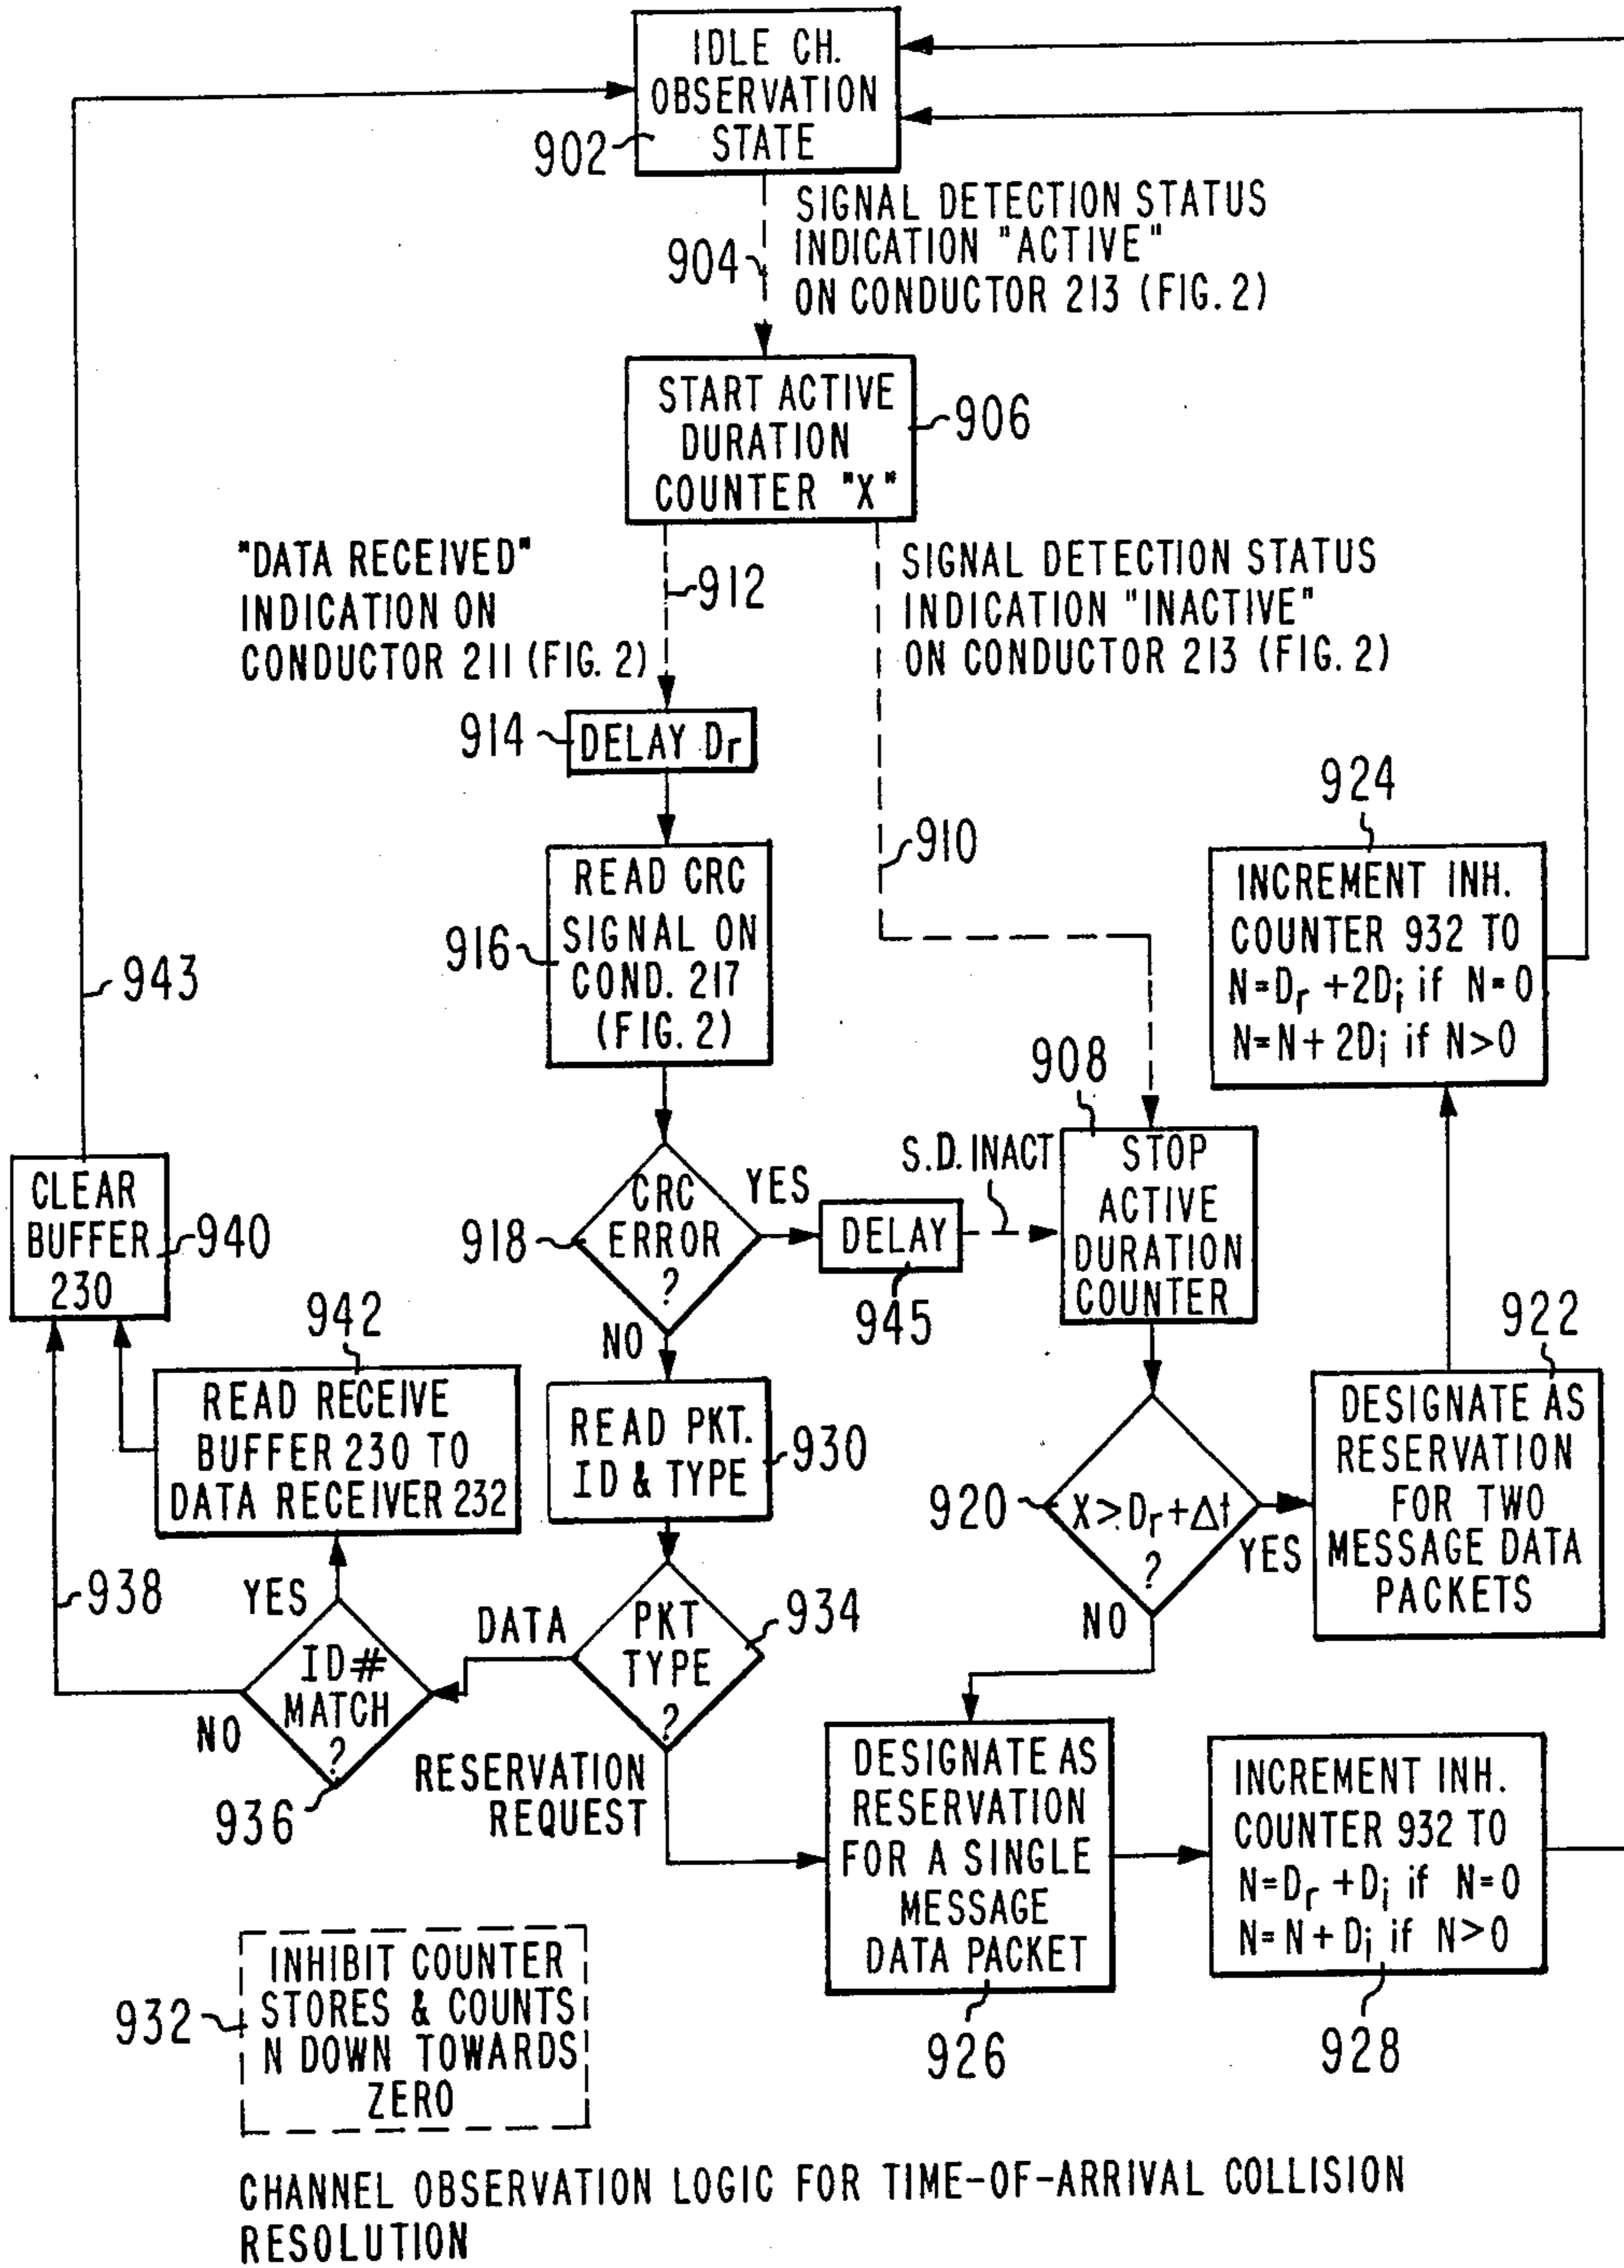 IDLE CH.
OBSERVATION
STATE
902
SIGNAL DETECTION STATUS
INDICATION "ACTIVE"
ON CONDUCTOR 213 (FIG. 2)
904
START ACTIVE
DURATION
COUNTER "X"
906
"DATA RECEIVED"
INDICATION ON
CONDUCTOR 211 (FIG. 2)
912
SIGNAL DETECTION STATUS
INDICATION "INACTIVE"
ON CONDUCTOR 213 (FIG. 2)
914
DELAY Dr
910
924
INCREMENT INH.
COUNTER 932 TO
N=Dr +2Di if N=0
N=N+ 2Di if N>0
READ CRC
SIGNAL ON
COND. 217
(FIG. 2)
916
943
908
S.D. INACT
STOP
ACTIVE
DURATION
COUNTER
CLEAR
BUFFER
230
940
CRC
ERROR
?
918
YES
DELAY
945
NO
942
READ RECEIVE
BUFFER 230 TO
DATA RECEIVER 232
READ PKT.
ID & TYPE
930
922
DESIGNATE AS
RESERVATION
FOR TWO
MESSAGE DATA
PACKETS
920
X>Dr+Δt
?
YES
NO
938
YES
ID#
MATCH
?
NO
936
DATA
PKT
TYPE
?
934
RESERVATION
REQUEST
DESIGNATE AS
RESERVATION
FOR A SINGLE
MESSAGE
DATA PACKET
926
INCREMENT INH.
COUNTER 932 TO
N=Dr +Di if N=0
N=N+Di if N>0
928
932
INHIBIT COUNTER
STORES & COUNTS
N DOWN TOWARDS
ZERO
CHANNEL OBSERVATION LOGIC FOR TIME-OF-ARRIVAL COLLISION
RESOLUTION